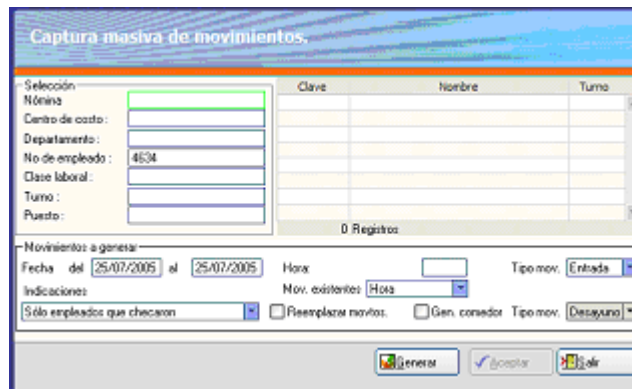 Captura masiva de movimientos.
Selección
Nómina
Centro de costo :
Departamento :
No de empleado : 4634
Clase laboral :
Turno :
Puesto :
Clave Nombre Turno
0 Registros
Movimientos a generar
Fecha del 25/07/2005 al 25/07/2005 Hora: Tipo mov. Entrada
Indicaciones Mov. existentes Hora
Sólo empleados que checaron Reemplazar movtos. Gen. comedor Tipo mov. Desayuno
Generar Aceptar Salir